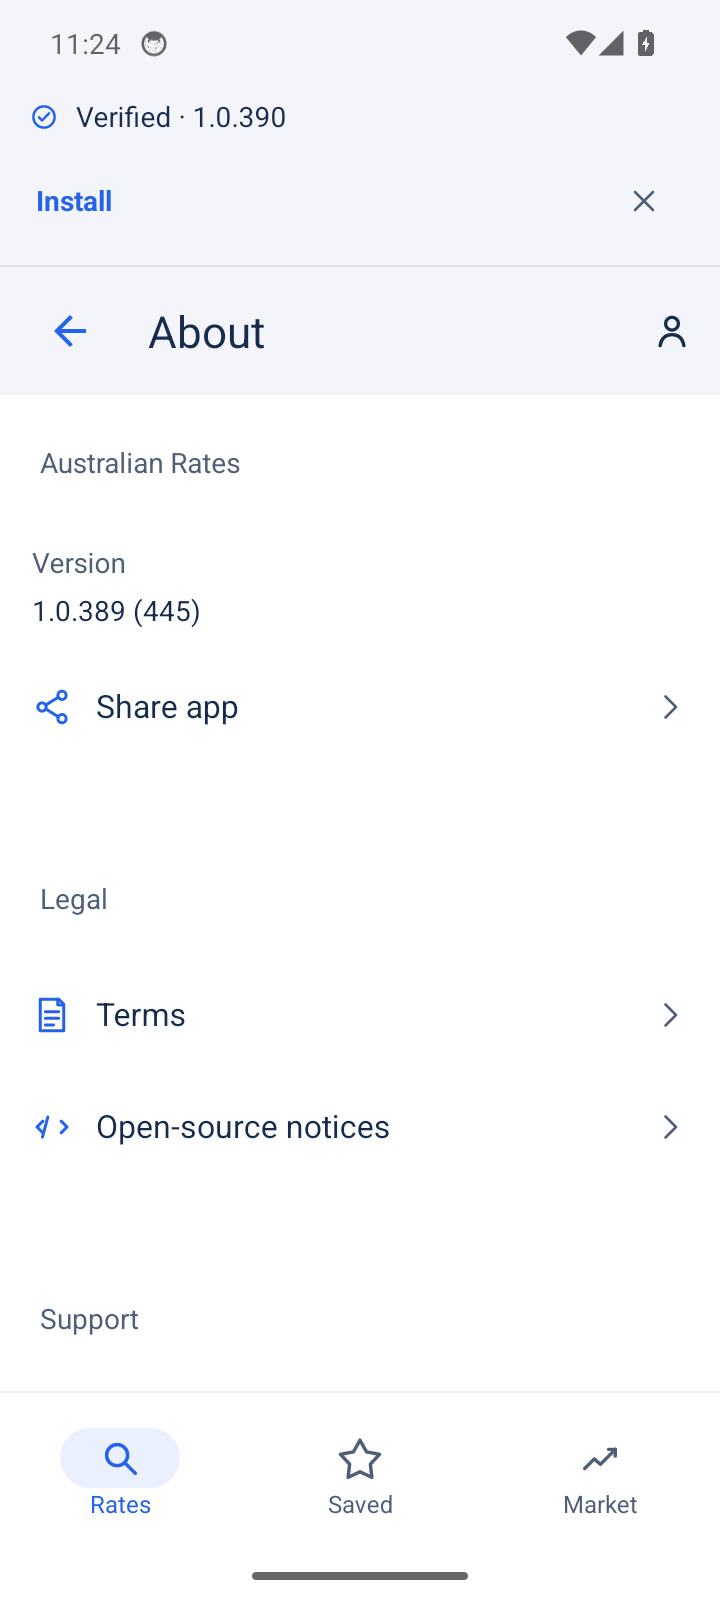 11:24
Verified · 1.0.390
Install
About
Australian Rates
Version
1.0.389 (445)
Share app
Legal
Terms
Open-source notices
Support
Rates
Saved
Market